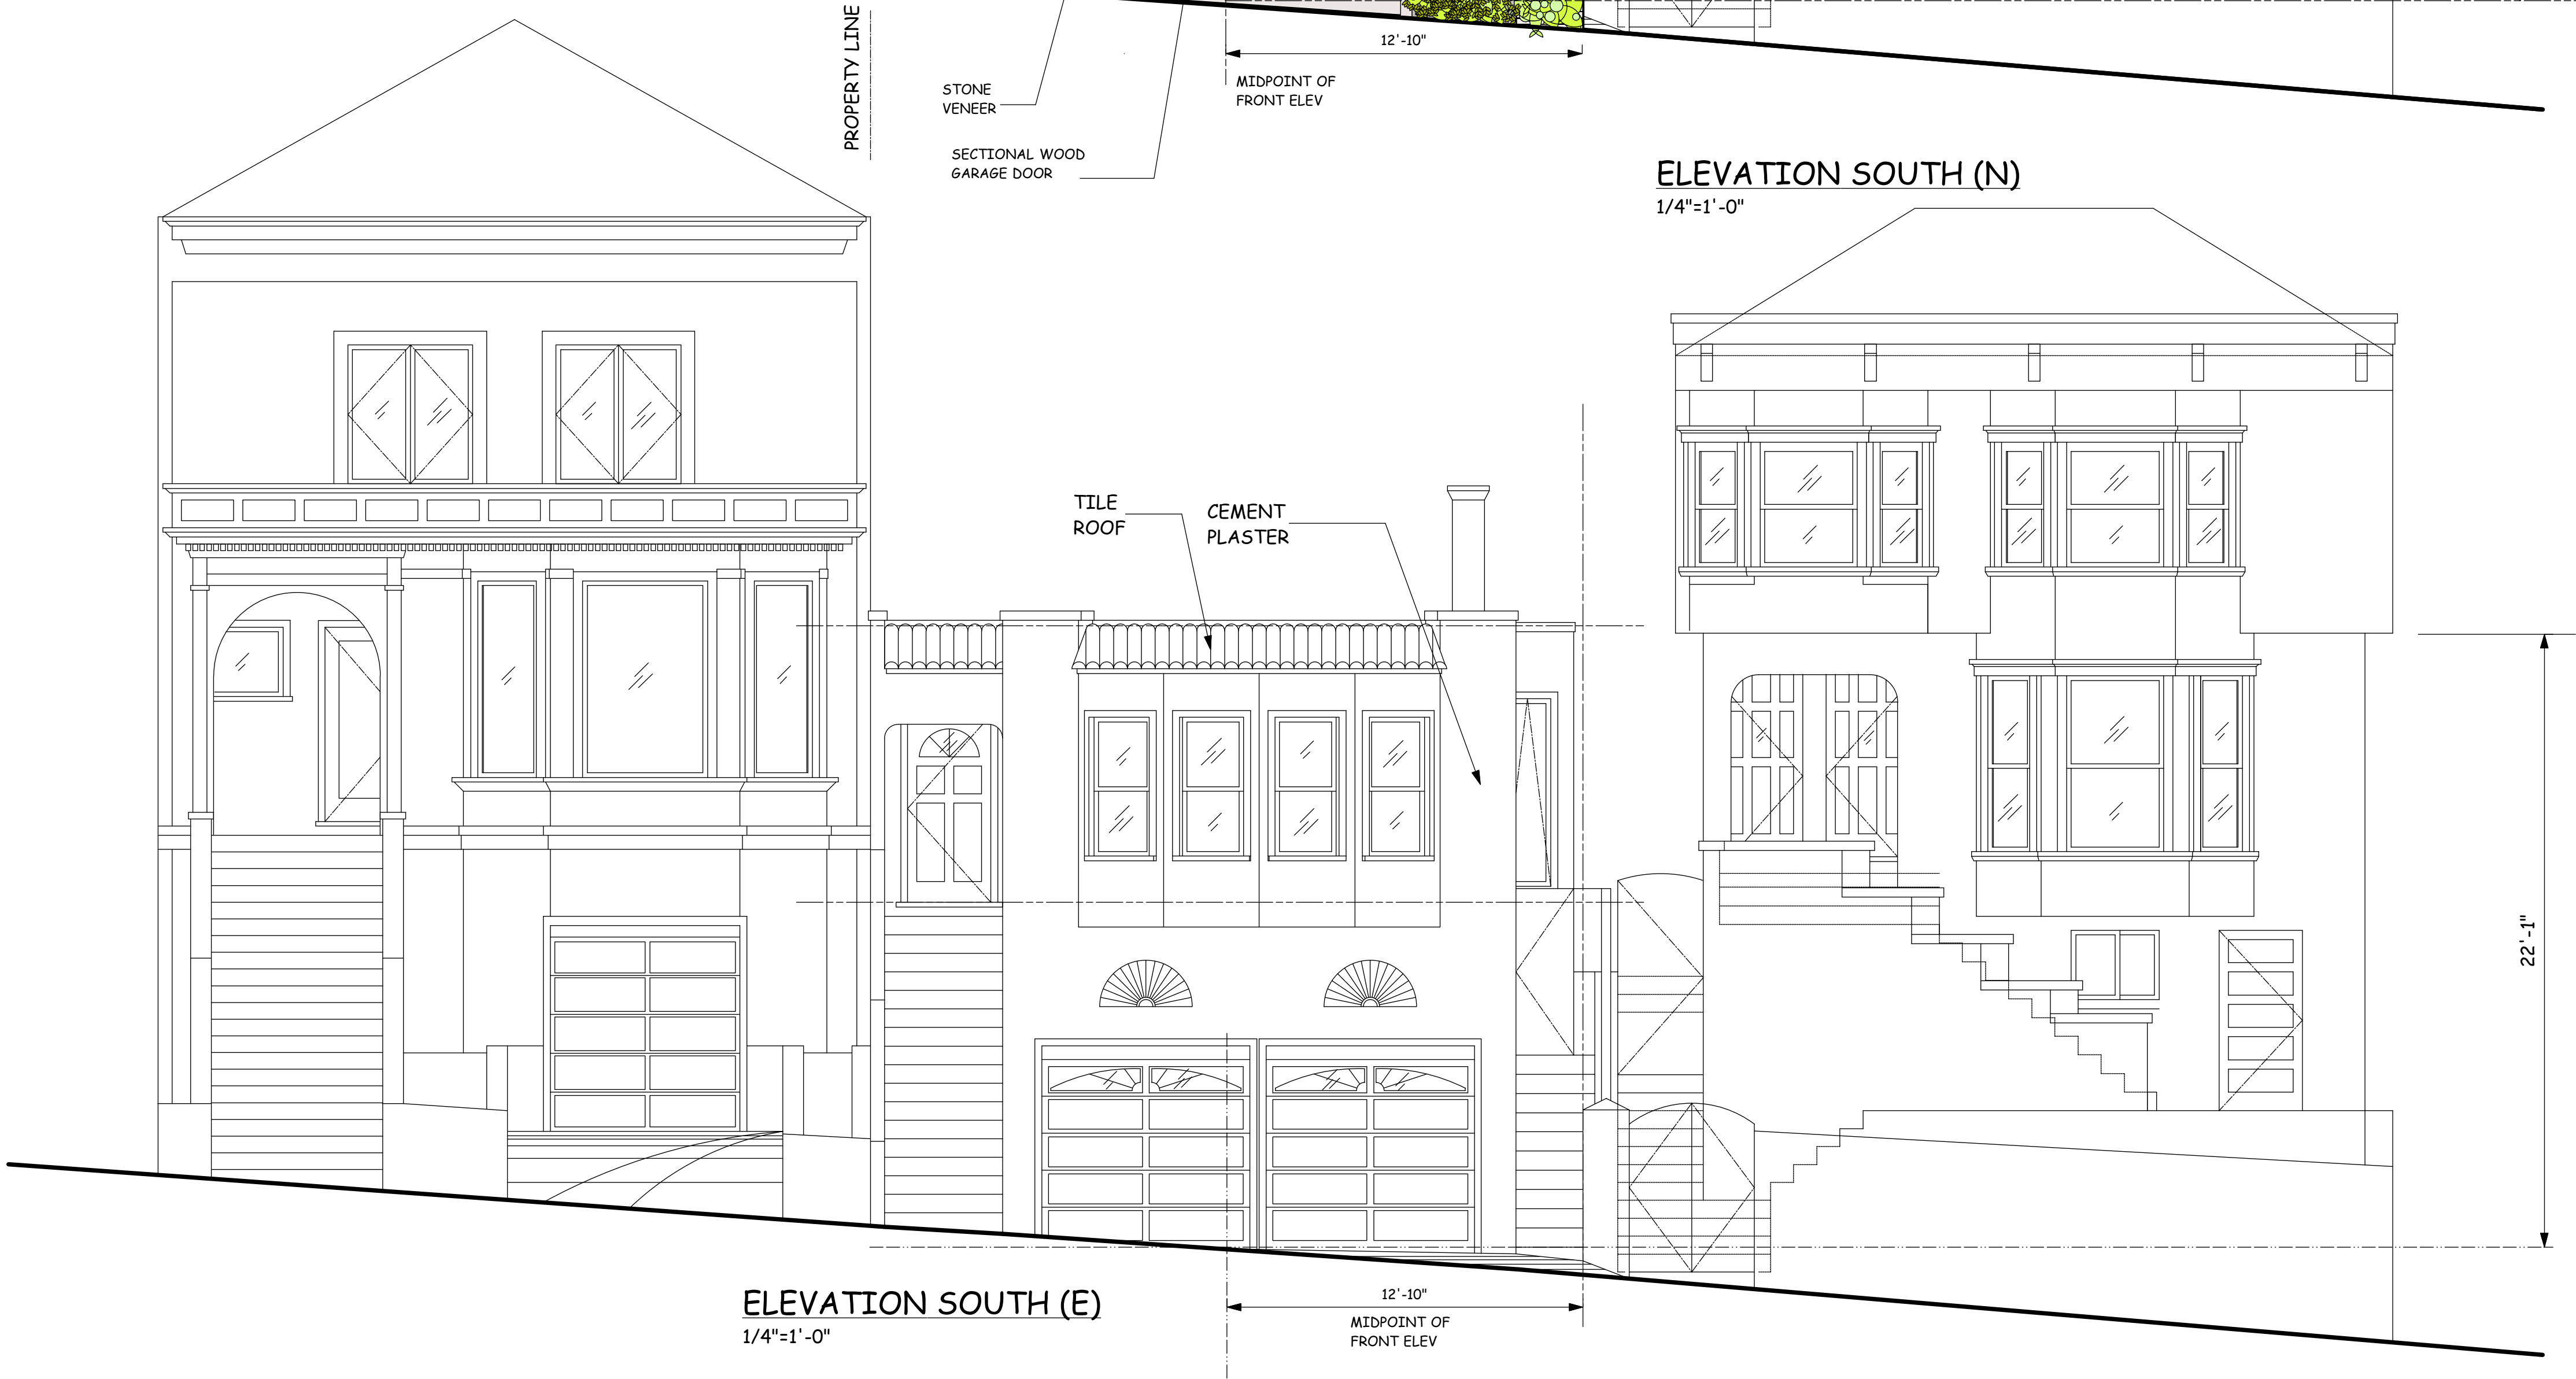 PROPERTY LINE
12'-10"
MIDPOINT OF
FRONT ELEV
STONE
VENEER
SECTIONAL WOOD
GARAGE DOOR
ELEVATION SOUTH (N)
1/4"=1'-0"
TILE
ROOF
CEMENT
PLASTER
22'-1"
ELEVATION SOUTH (E)
1/4"=1'-0"
12'-10"
MIDPOINT OF
FRONT ELEV